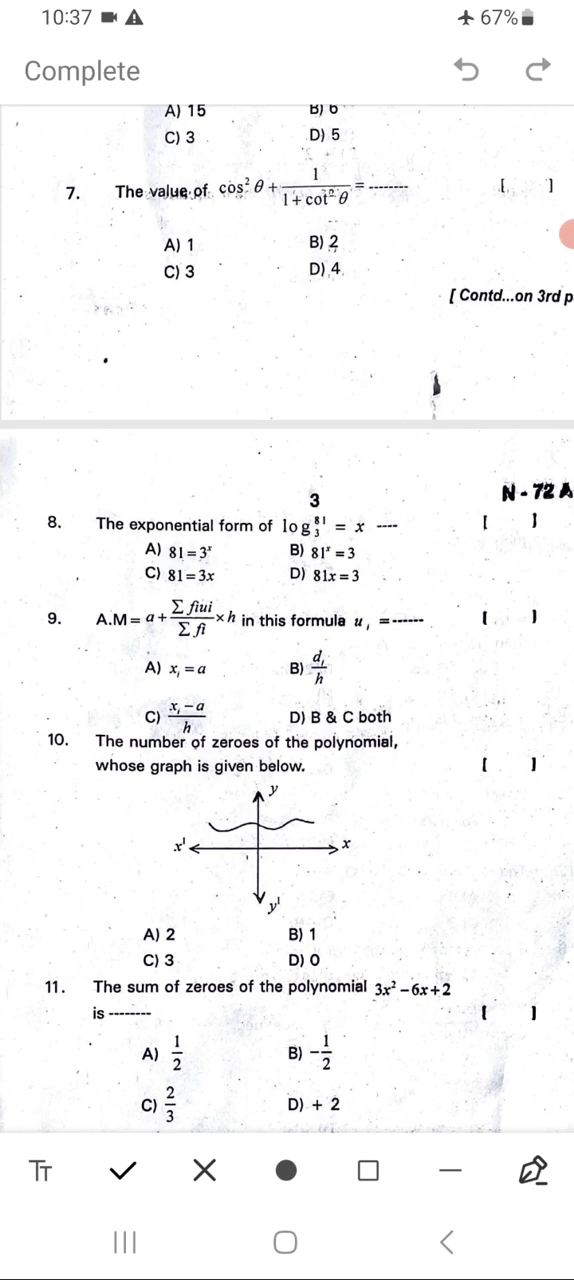 10:37 67%
Complete
A) 15 B) 6
C) 3 D) 5
7. The value of cos² θ + 1/(1 + cot² θ) = -------- [ ]
A) 1 B) 2
C) 3 D) 4
[ Contd...on 3rd p
3 N - 72 A
8. The exponential form of log₃⁸¹ = x ---- [ ]
A) 81 = 3ˣ B) 81ˣ = 3
C) 81 = 3x D) 81x = 3
9. A.M = a + (Σ fiui)/(Σ fi) × h in this formula uᵢ = ------ [ ]
A) xᵢ = a B) dᵢ/h
C) (xᵢ – a)/h D) B & C both
10. The number of zeroes of the polynomial,
whose graph is given below. [ ]
y
x¹ x
y¹
A) 2 B) 1
C) 3 D) 0
11. The sum of zeroes of the polynomial 3x² – 6x + 2
is -------- [ ]
A) 1/2 B) –1/2
C) 2/3 D) + 2
TT